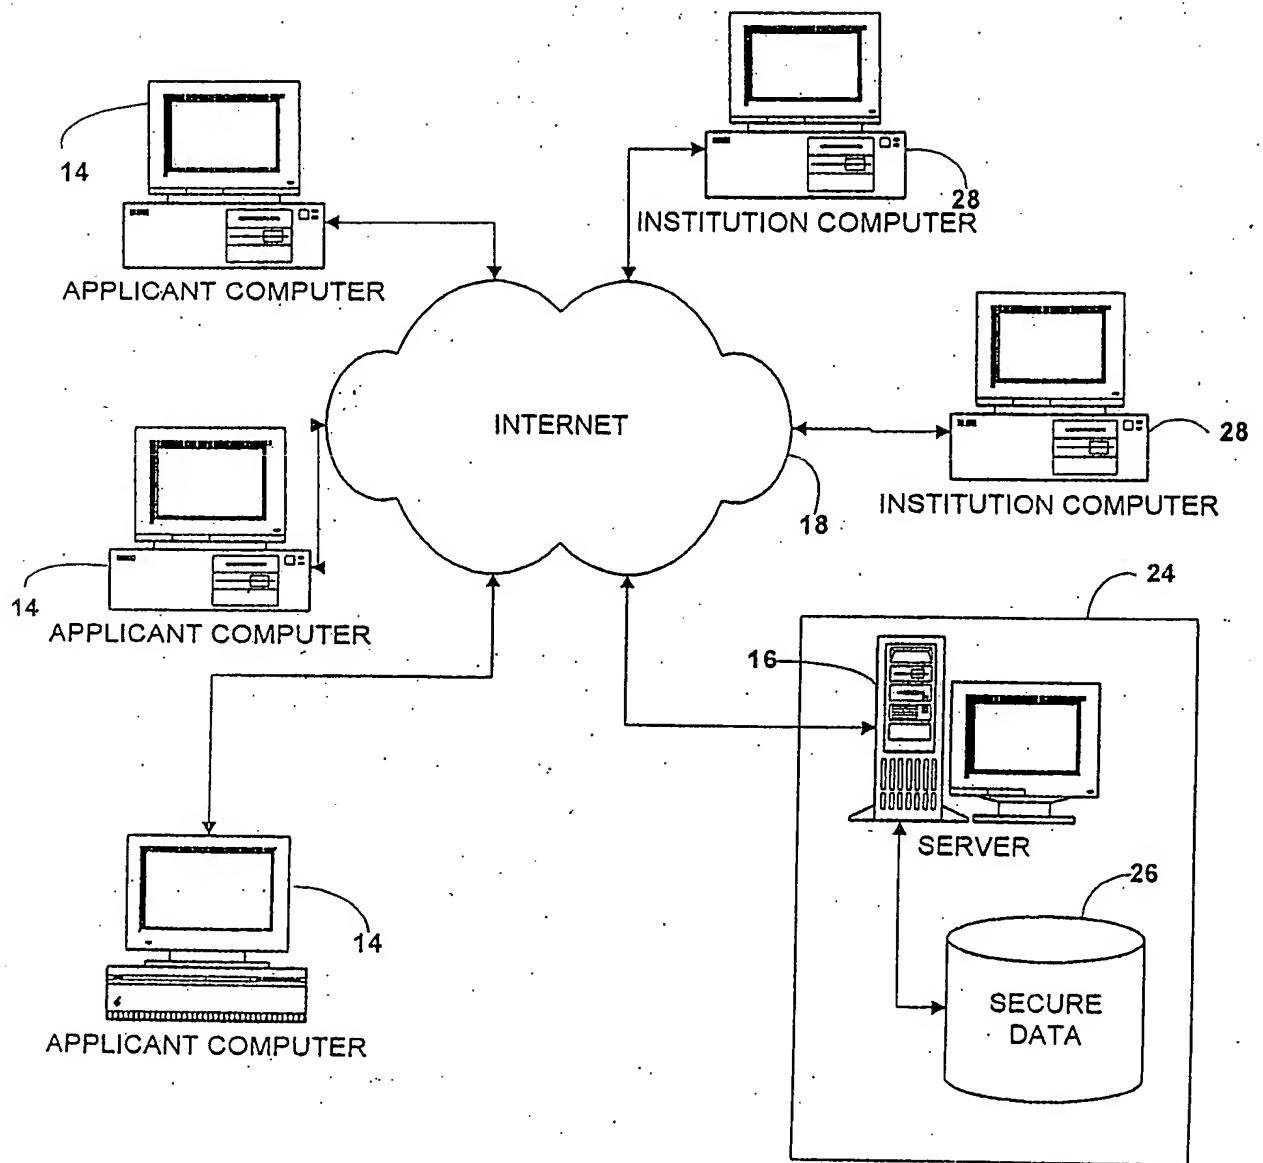 14
APPLICANT COMPUTER
28
INSTITUTION COMPUTER
INTERNET
18
28
INSTITUTION COMPUTER
14
APPLICANT COMPUTER
24
16
SERVER
26
SECURE
DATA
14
APPLICANT COMPUTER